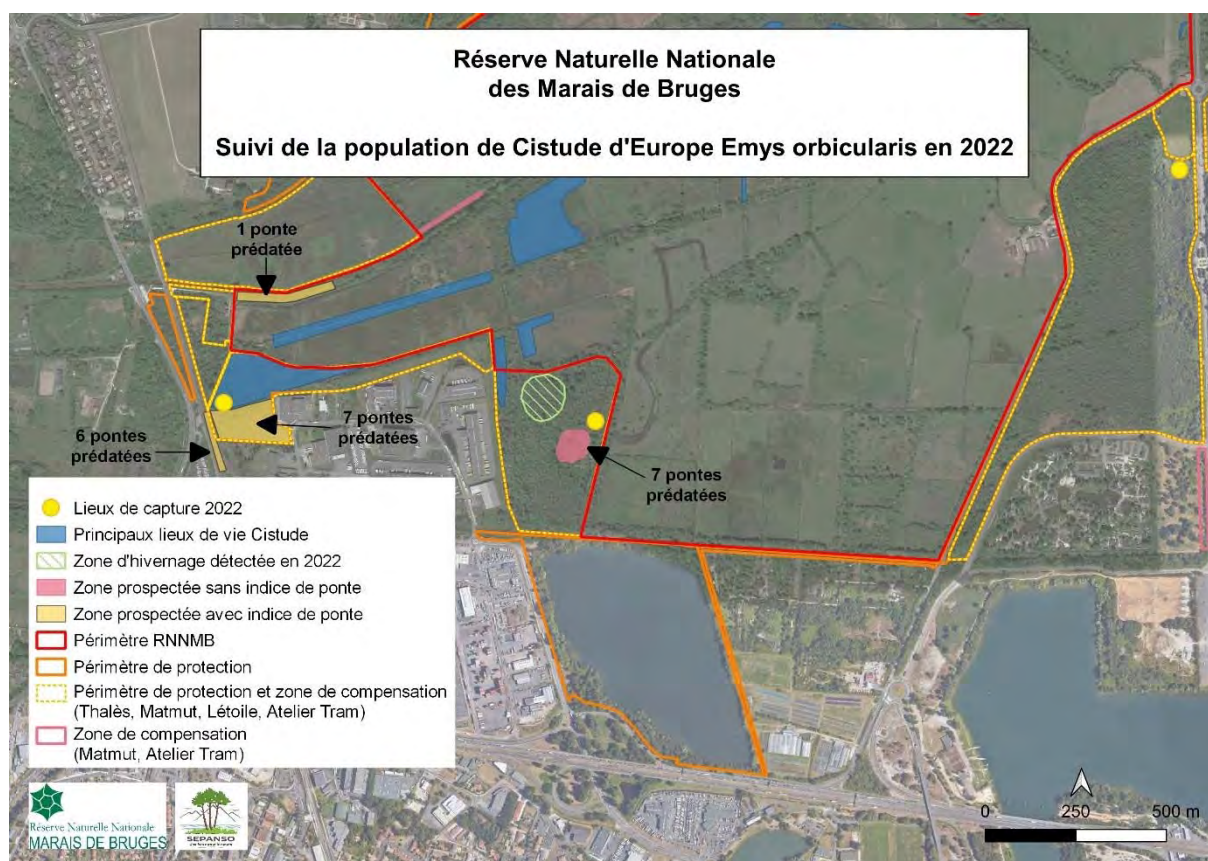 Réserve Naturelle Nationale
des Marais de Bruges
Suivi de la population de Cistude d'Europe Emys orbicularis en 2022
1 ponte
prédatée
7 pontes
prédatées
6 pontes
prédatées
7 pontes
prédatées
Lieux de capture 2022
Principaux lieux de vie Cistude
Zone d'hivernage détectée en 2022
Zone prospectée sans indice de ponte
Zone prospectée avec indice de ponte
Périmètre RNNMB
Périmètre de protection
Périmètre de protection et zone de compensation
(Thalès, Matmut, Létoile, Atelier Tram)
Zone de compensation
(Matmut, Atelier Tram)
Réserve Naturelle Nationale
MARAIS DE BRUGES
SEPANSO
0 250 500 m